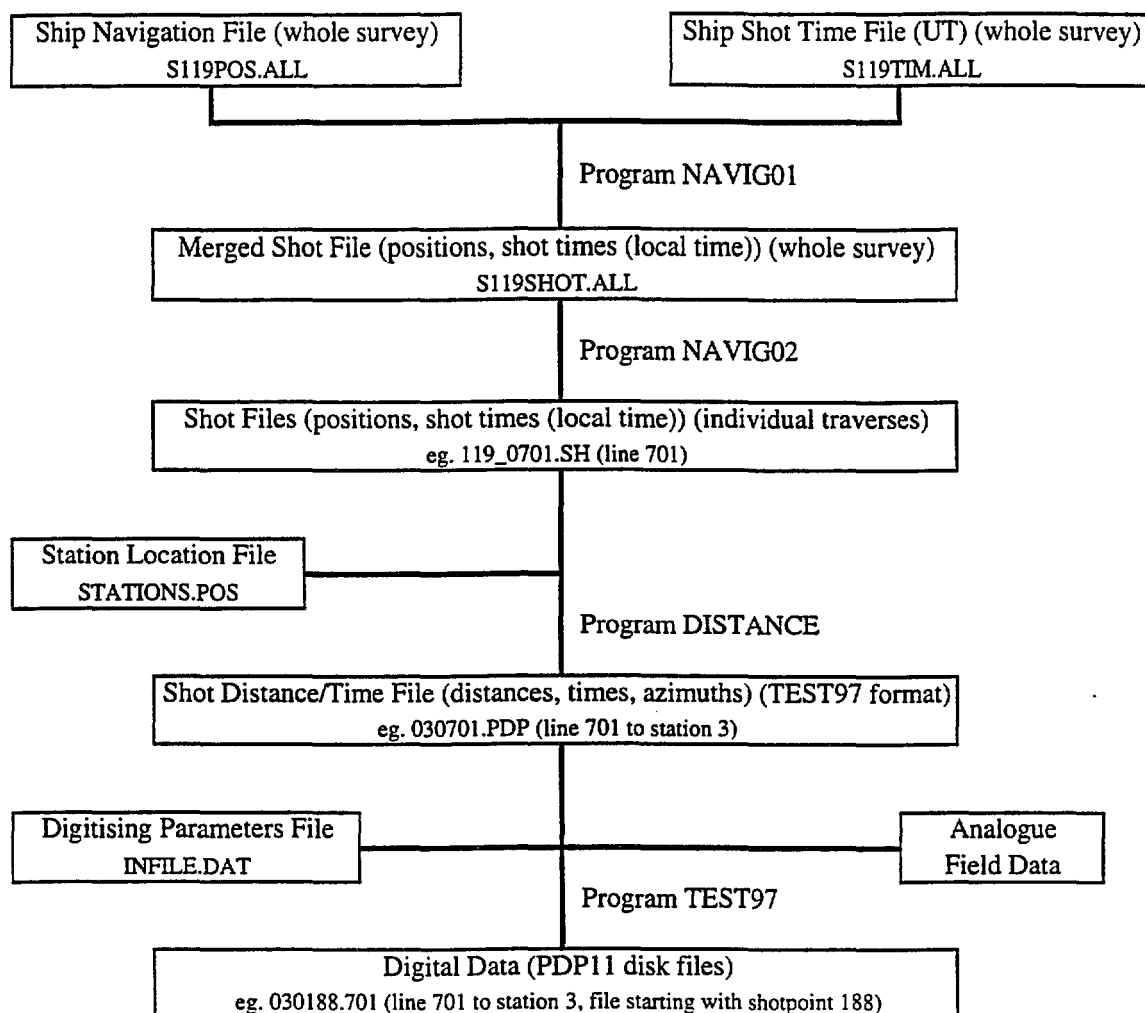 Ship Navigation File (whole survey)
S119POS.ALL
Ship Shot Time File (UT) (whole survey)
S119TIM.ALL
Program NAVIG01
Merged Shot File (positions, shot times (local time)) (whole survey)
S119SHOT.ALL
Program NAVIG02
Shot Files (positions, shot times (local time)) (individual traverses)
eg. 119_0701.SH (line 701)
Station Location File
STATIONS.POS
Program DISTANCE
Shot Distance/Time File (distances, times, azimuths) (TEST97 format)
eg. 030701.PDP (line 701 to station 3)
Digitising Parameters File
INFILE.DAT
Analogue
Field Data
Program TEST97
Digital Data (PDP11 disk files)
eg. 030188.701 (line 701 to station 3, file starting with shotpoint 188)